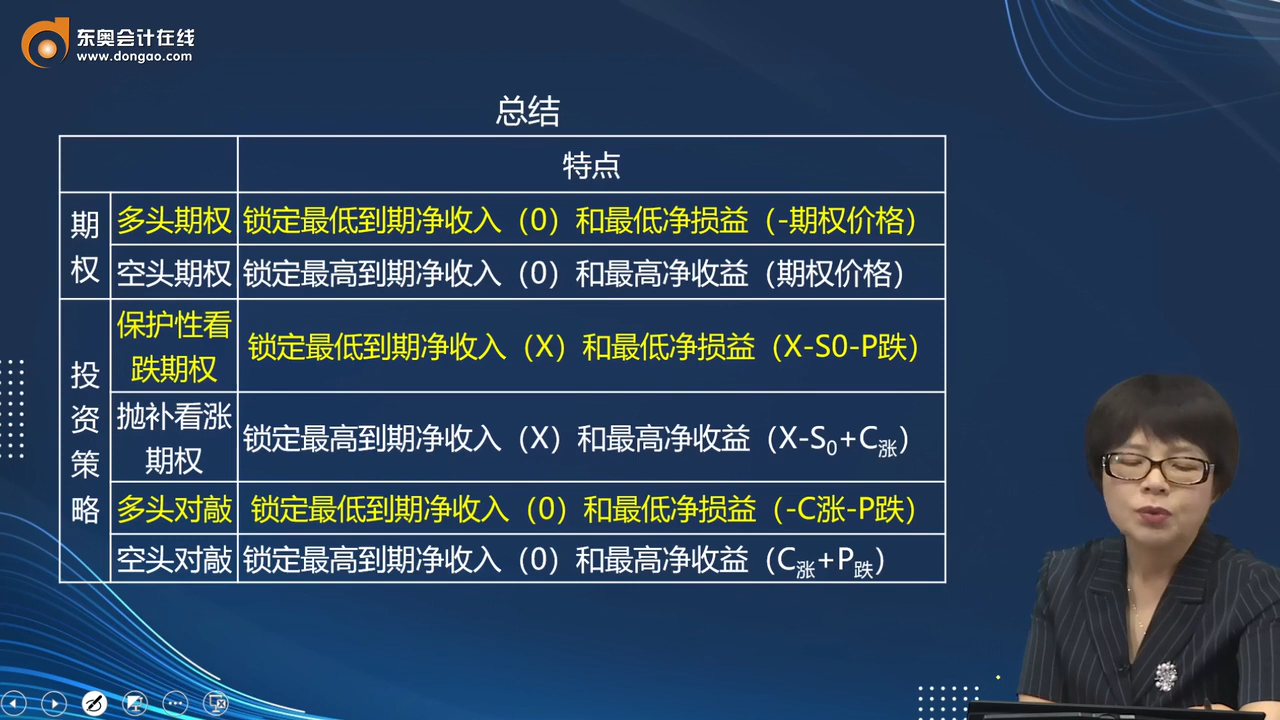 东奥会计在线
www.dongao.com
总结
特点
期权
多头期权 锁定最低到期净收入（0）和最低净损益（-期权价格）
空头期权 锁定最高到期净收入（0）和最高净收益（期权价格）
投资策略
保护性看跌期权 锁定最低到期净收入（X）和最低净损益（X-S0-P跌）
抛补看涨期权 锁定最高到期净收入（X）和最高净收益（X-S₀+C涨）
多头对敲 锁定最低到期净收入（0）和最低净损益（-C涨-P跌）
空头对敲 锁定最高到期净收入（0）和最高净收益（C涨+P跌）